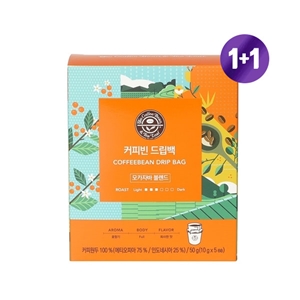 1+1
커피빈 드립백
COFFEEBEAN DRIP BAG
모카자바 블렌드
ROAST Light Dark
AROMA BODY FLAVOR
커피원두 100 % (에티오피아 75 % / 인도네시아 25 %) / 50 g (10 g x 5 ea)